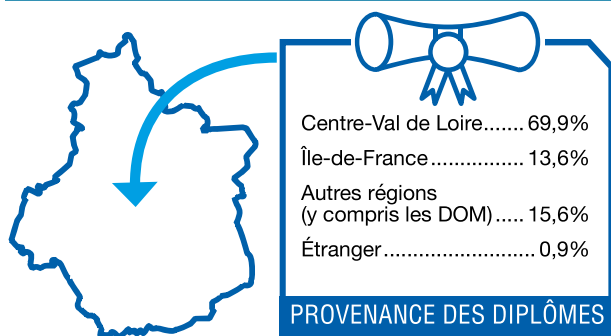 Centre-Val de Loire....... 69,9%
Île-de-France................ 13,6%
Autres régions
(y compris les DOM)..... 15,6%
Étranger.......................... 0,9%
PROVENANCE DES DIPLÔMES